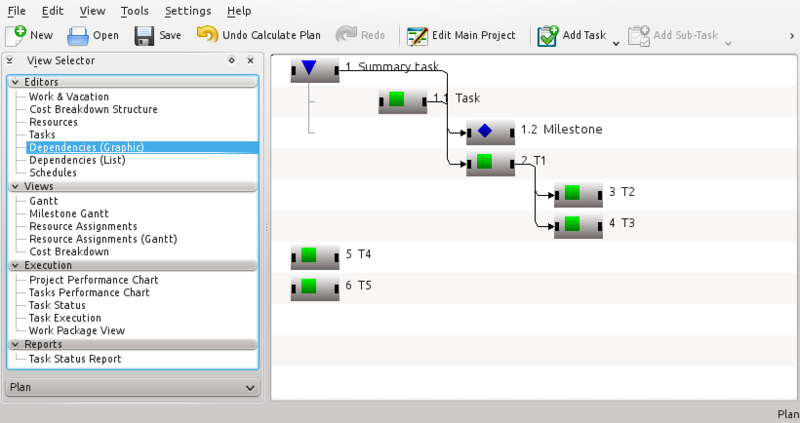 File Edit View Tools Settings Help
New Open Save Undo Calculate Plan Redo Edit Main Project Add Task Add Sub-Task
View Selector
Editors
Work & Vacation
Cost Breakdown Structure
Resources
Tasks
Dependencies (Graphic)
Dependencies (List)
Schedules
Views
Gantt
Milestone Gantt
Resource Assignments
Resource Assignments (Gantt)
Cost Breakdown
Execution
Project Performance Chart
Tasks Performance Chart
Task Status
Task Execution
Work Package View
Reports
Task Status Report
Plan
1 Summary task
1.1 Task
1.2 Milestone
2 T1
3 T2
4 T3
5 T4
6 T5
Plan